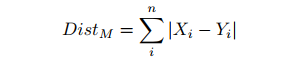 $Dist_M = \sum_{i}^{n} |X_i - Y_i|$